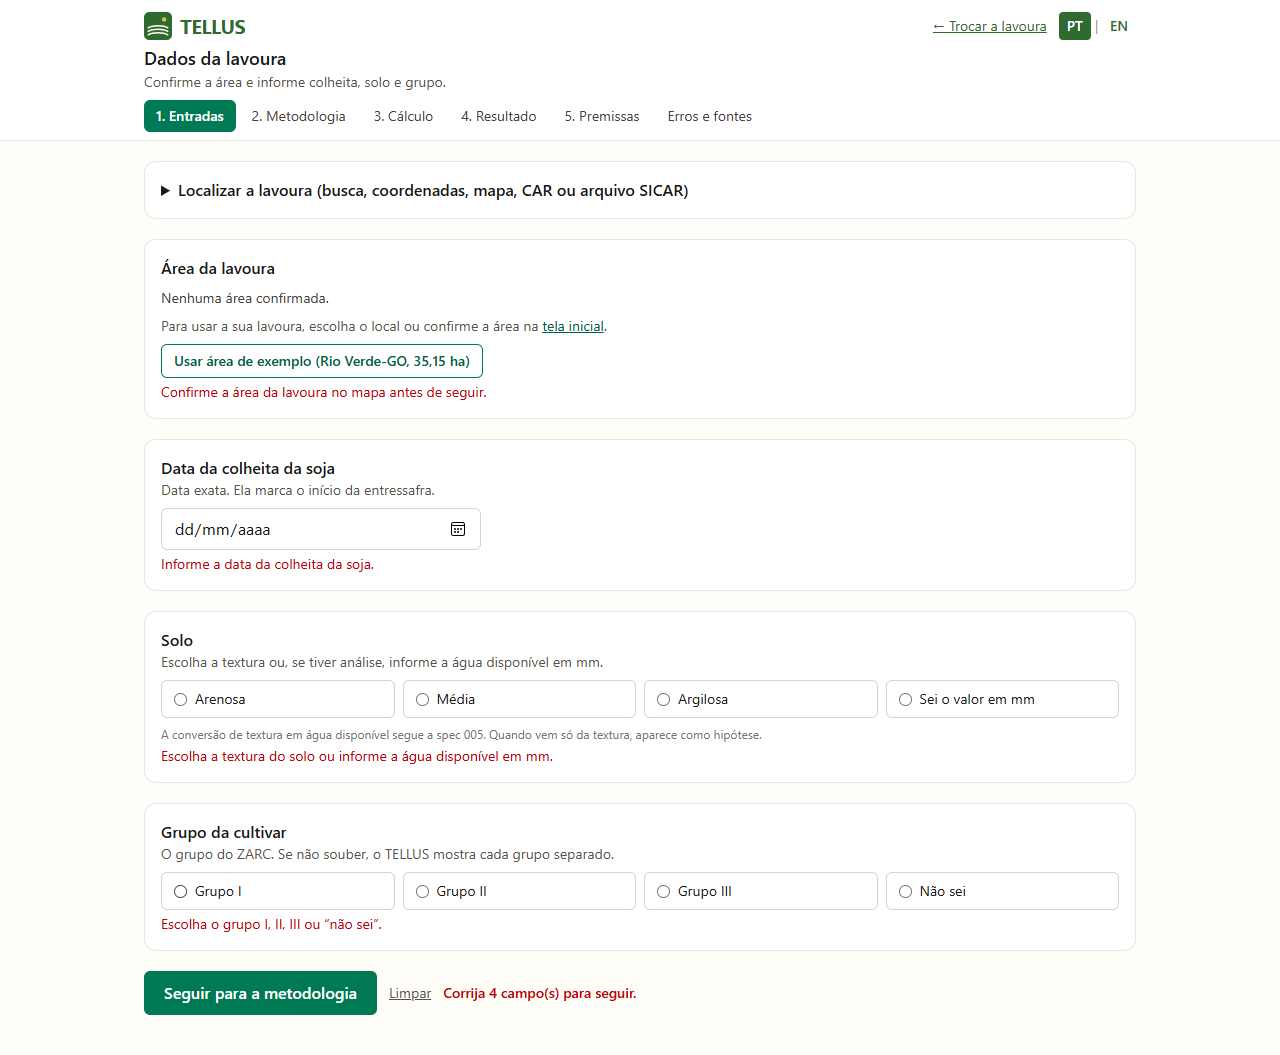 TELLUS
← Trocar a lavoura
PT | EN
Dados da lavoura
Confirme a área e informe colheita, solo e grupo.
1. Entradas
2. Metodologia
3. Cálculo
4. Resultado
5. Premissas
Erros e fontes
▶ Localizar a lavoura (busca, coordenadas, mapa, CAR ou arquivo SICAR)
Área da lavoura
Nenhuma área confirmada.
Para usar a sua lavoura, escolha o local ou confirme a área na tela inicial.
Usar área de exemplo (Rio Verde-GO, 35,15 ha)
Confirme a área da lavoura no mapa antes de seguir.
Data da colheita da soja
Data exata. Ela marca o início da entressafra.
dd/mm/aaaa
Informe a data da colheita da soja.
Solo
Escolha a textura ou, se tiver análise, informe a água disponível em mm.
Arenosa
Média
Argilosa
Sei o valor em mm
A conversão de textura em água disponível segue a spec 005. Quando vem só da textura, aparece como hipótese.
Escolha a textura do solo ou informe a água disponível em mm.
Grupo da cultivar
O grupo do ZARC. Se não souber, o TELLUS mostra cada grupo separado.
Grupo I
Grupo II
Grupo III
Não sei
Escolha o grupo I, II, III ou “não sei”.
Seguir para a metodologia
Limpar
Corrija 4 campo(s) para seguir.